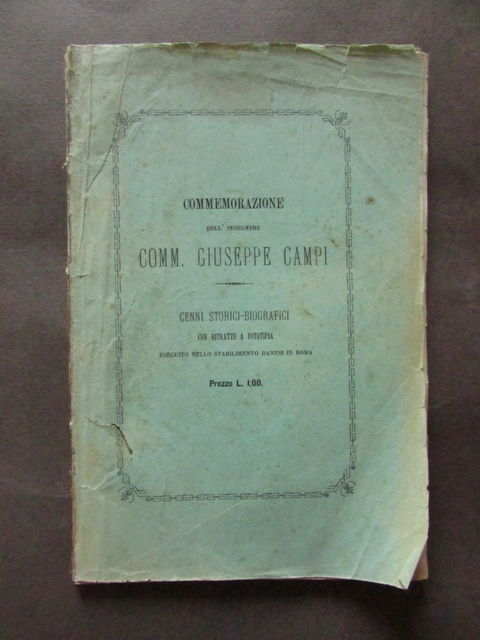 COMMEMORAZIONE
DELL' INGEGNERE
COMM. GIUSEPPE CAMPI
CENNI STORICI-BIOGRAFICI
CON RITRATTO A FOTOTIPIA
ESEGUITO NELLO STABILIMENTO DANESI IN ROMA
Prezzo L. 1,00.